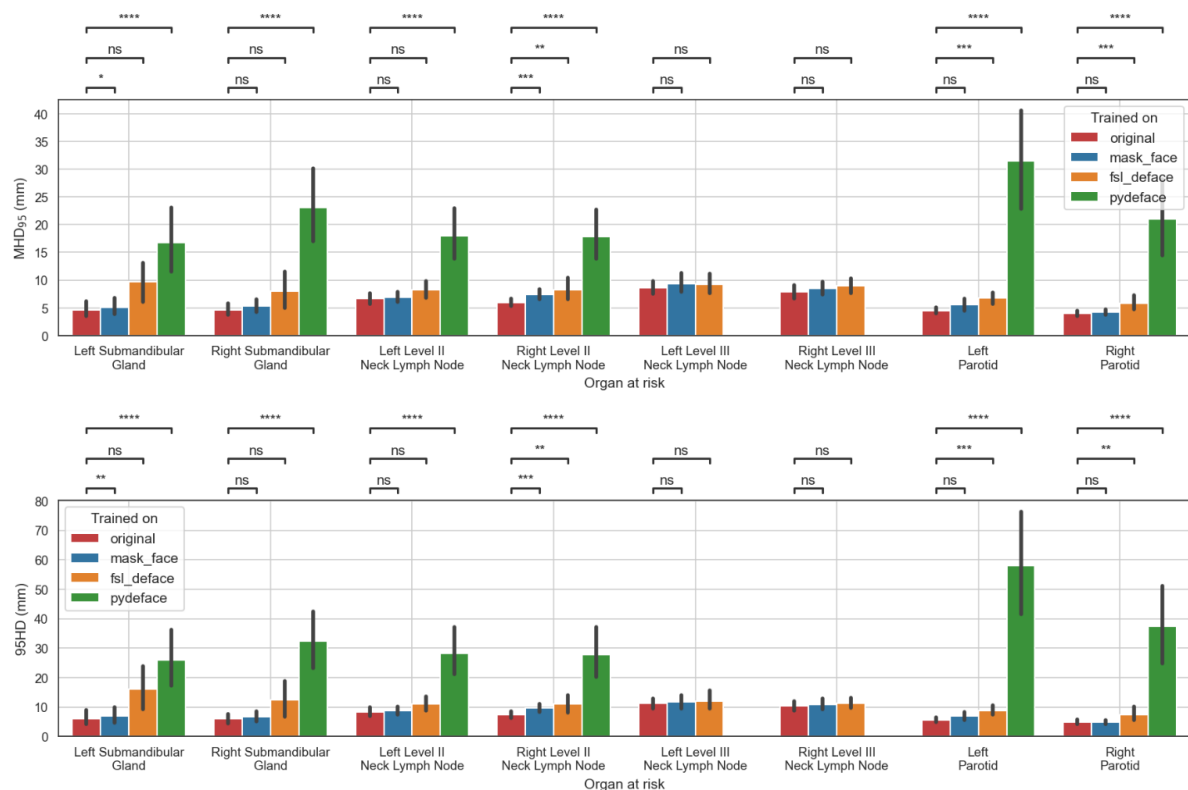 **** **** **** **** **** ****
ns ns ns ** ns ns *** ***
* ns ns *** ns ns ns ns
MHD95 (mm)
40
35
30
25
20
15
10
5
0
Trained on
original
mask_face
fsl_deface
pydeface
Left Submandibular
Gland
Right Submandibular
Gland
Left Level II
Neck Lymph Node
Right Level II
Neck Lymph Node
Left Level III
Neck Lymph Node
Right Level III
Neck Lymph Node
Left
Parotid
Right
Parotid
Organ at risk
**** **** **** **** **** ****
ns ns ns ** ns ns *** **
** ns ns *** ns ns ns ns
95HD (mm)
80
70
60
50
40
30
20
10
0
Trained on
original
mask_face
fsl_deface
pydeface
Left Submandibular
Gland
Right Submandibular
Gland
Left Level II
Neck Lymph Node
Right Level II
Neck Lymph Node
Left Level III
Neck Lymph Node
Right Level III
Neck Lymph Node
Left
Parotid
Right
Parotid
Organ at risk